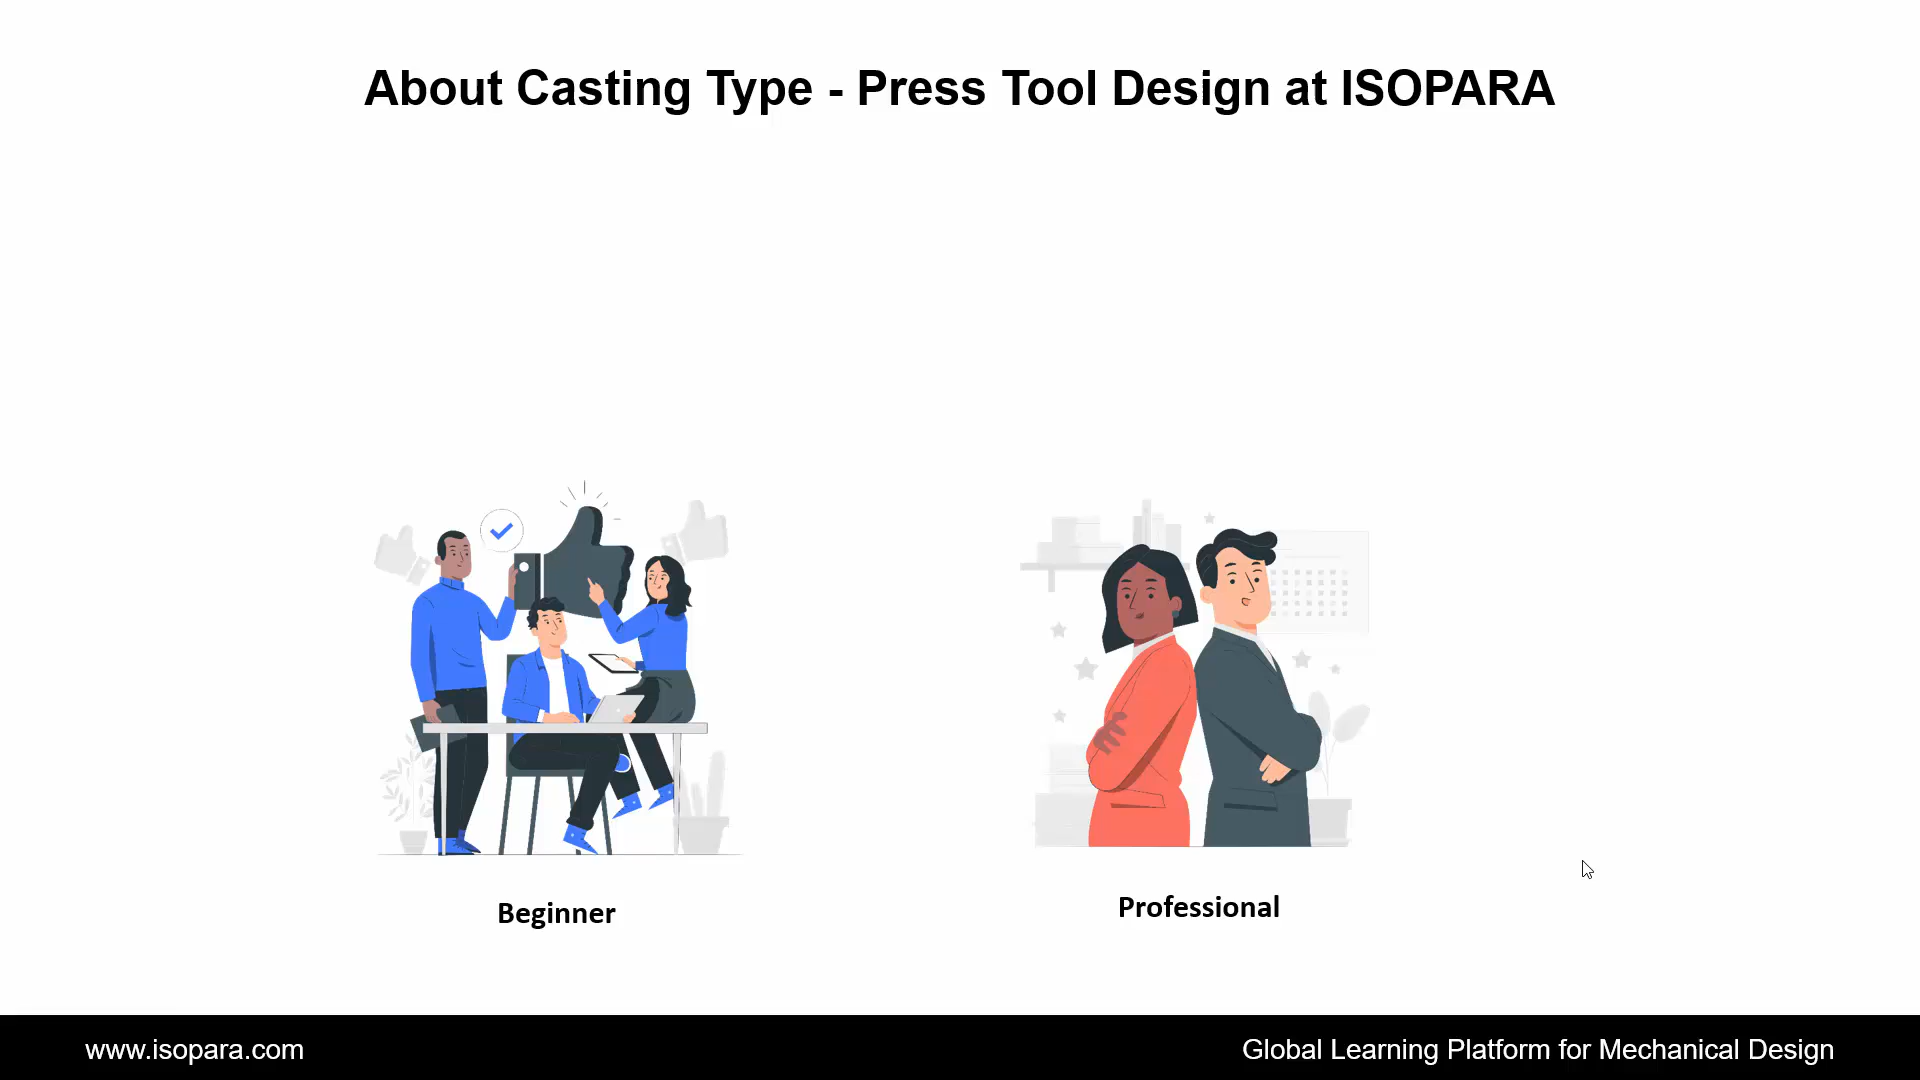 About Casting Type - Press Tool Design at ISOPARA
Beginner
Professional
www.isopara.com
Global Learning Platform for Mechanical Design